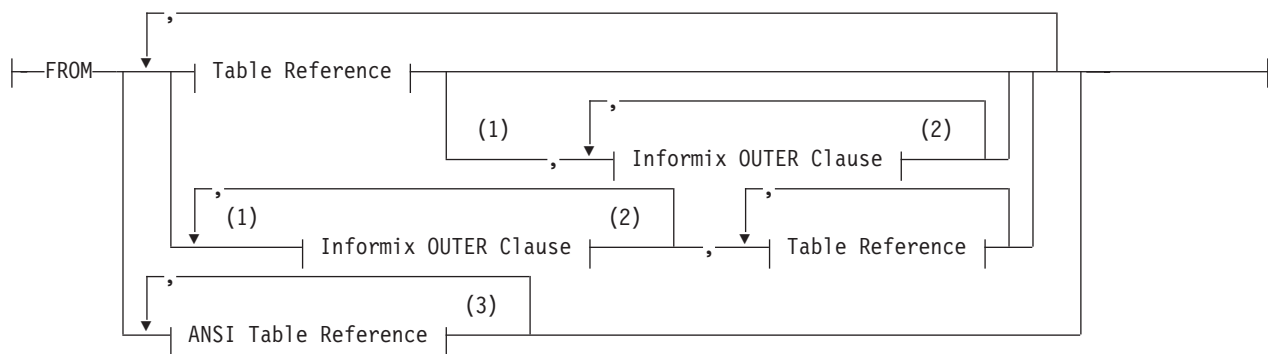 ,
FROM Table Reference
,
(1) (2)
, Informix OUTER Clause
, ,
(1) (2)
Informix OUTER Clause , Table Reference
,
(3)
ANSI Table Reference